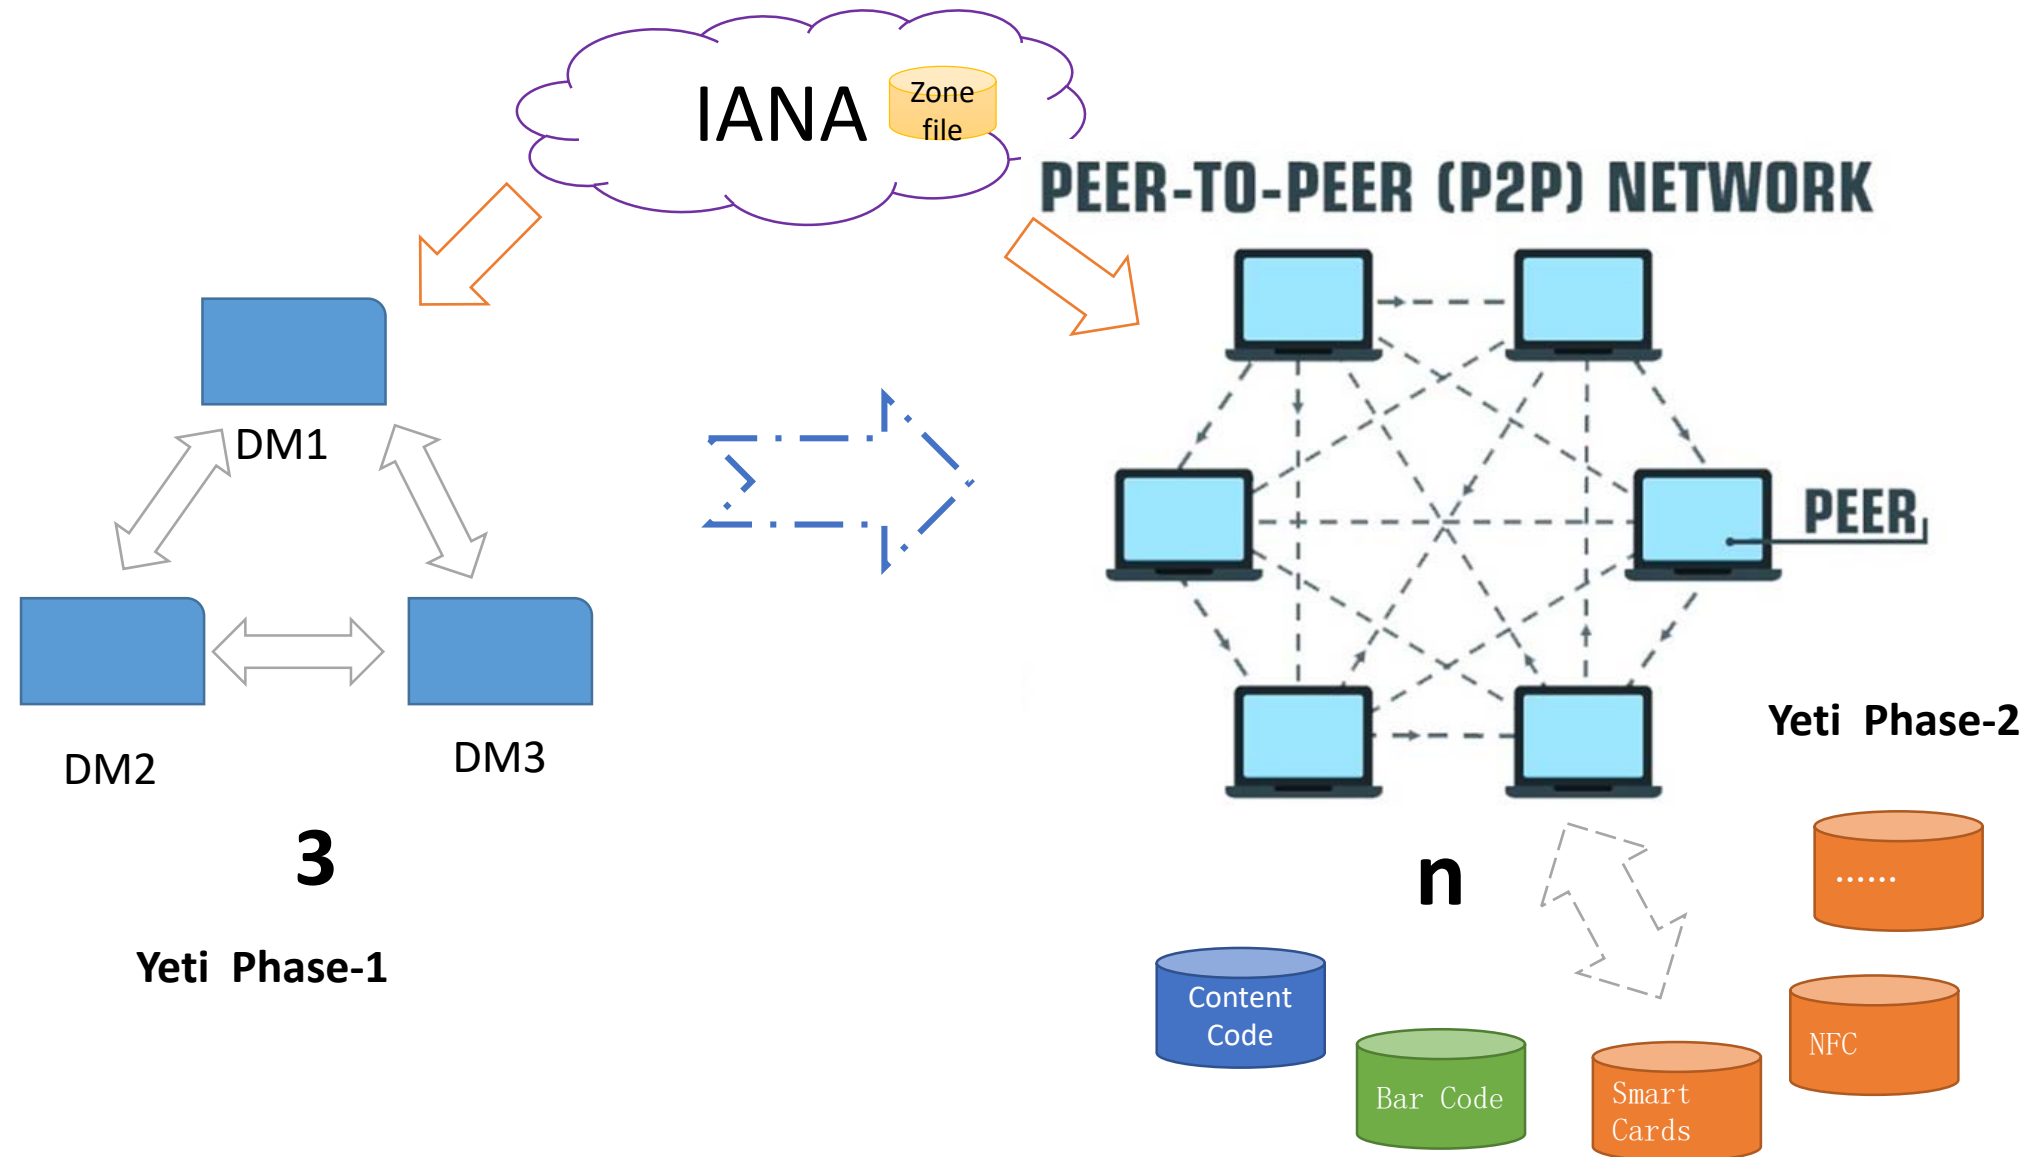 IANA
Zone
file
PEER-TO-PEER (P2P) NETWORK
DM1
PEER
DM2
DM3
Yeti Phase-2
3
n
......
Yeti Phase-1
Content
Code
NFC
Bar Code
Smart
Cards